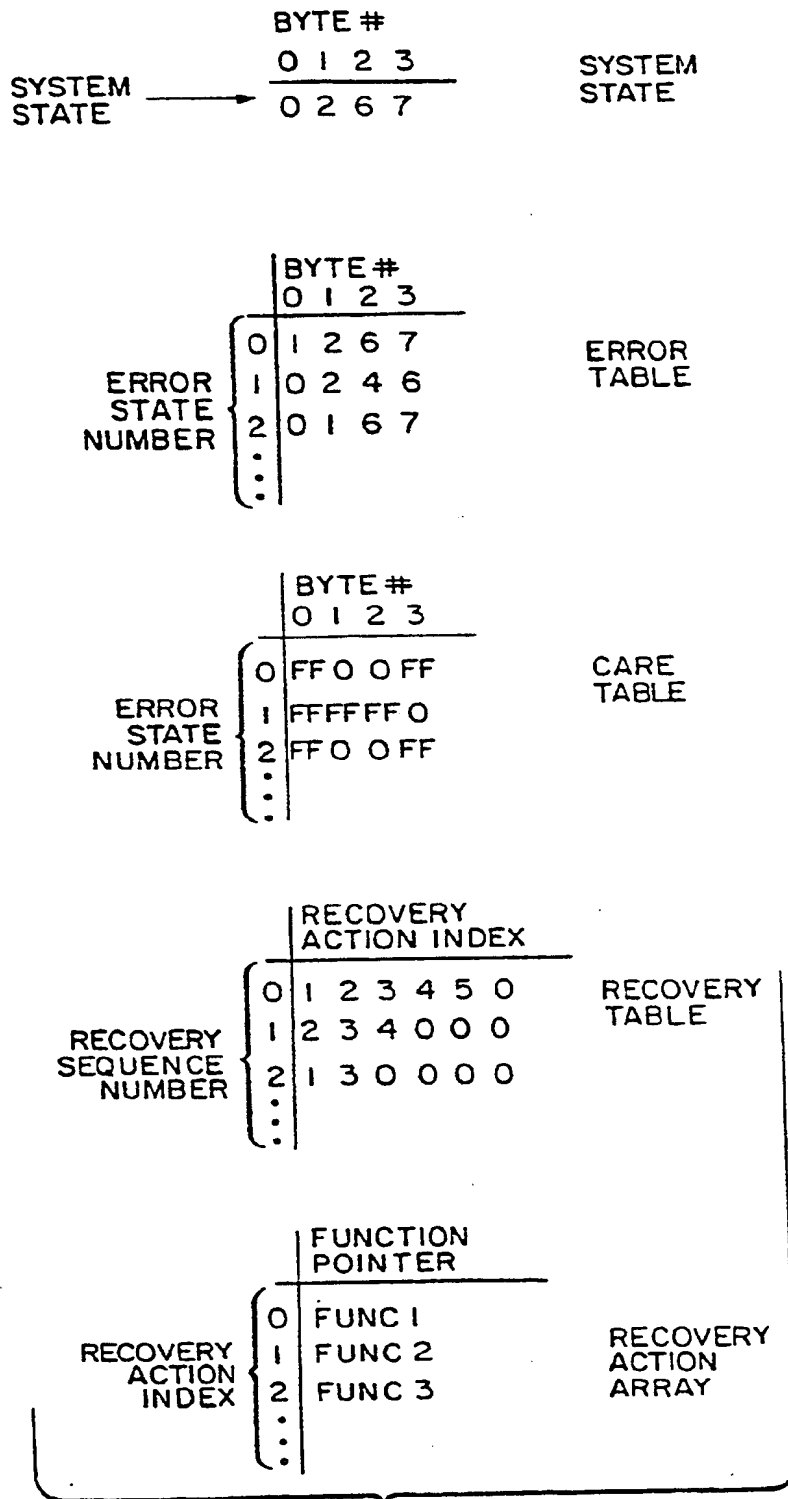 BYTE #
0 1 2 3
SYSTEM STATE
0 2 6 7
SYSTEM STATE
BYTE #
0 1 2 3
ERROR STATE NUMBER
0 1 2 6 7
1 0 2 4 6
2 0 1 6 7
ERROR TABLE
BYTE #
0 1 2 3
ERROR STATE NUMBER
0 FF 0 0 FF
1 FF FF FF 0
2 FF 0 0 FF
CARE TABLE
RECOVERY
ACTION INDEX
RECOVERY SEQUENCE NUMBER
0 1 2 3 4 5 0
1 2 3 4 0 0 0
2 1 3 0 0 0 0
RECOVERY TABLE
FUNCTION
POINTER
RECOVERY ACTION INDEX
0 FUNC 1
1 FUNC 2
2 FUNC 3
RECOVERY ACTION ARRAY